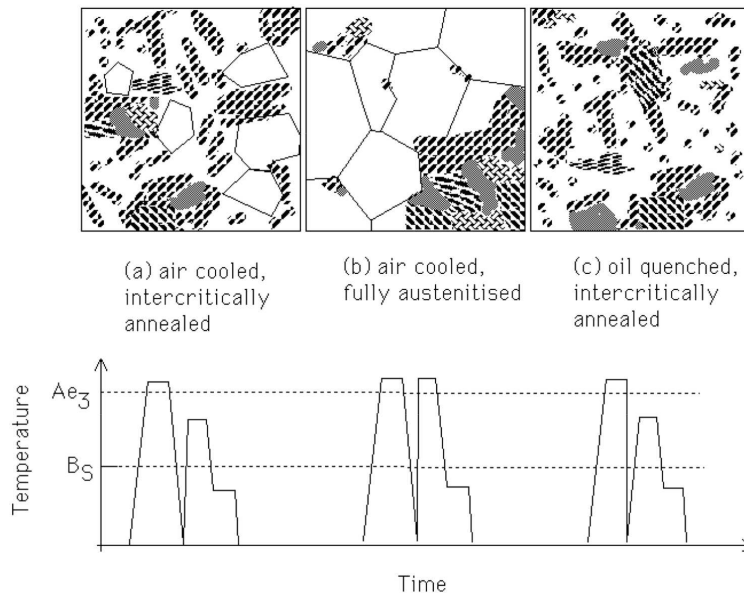 (a) air cooled,
intercritically
annealed
(b) air cooled,
fully austenitised
(c) oil quenched,
intercritically
annealed
Temperature
Ae3
BS
Time